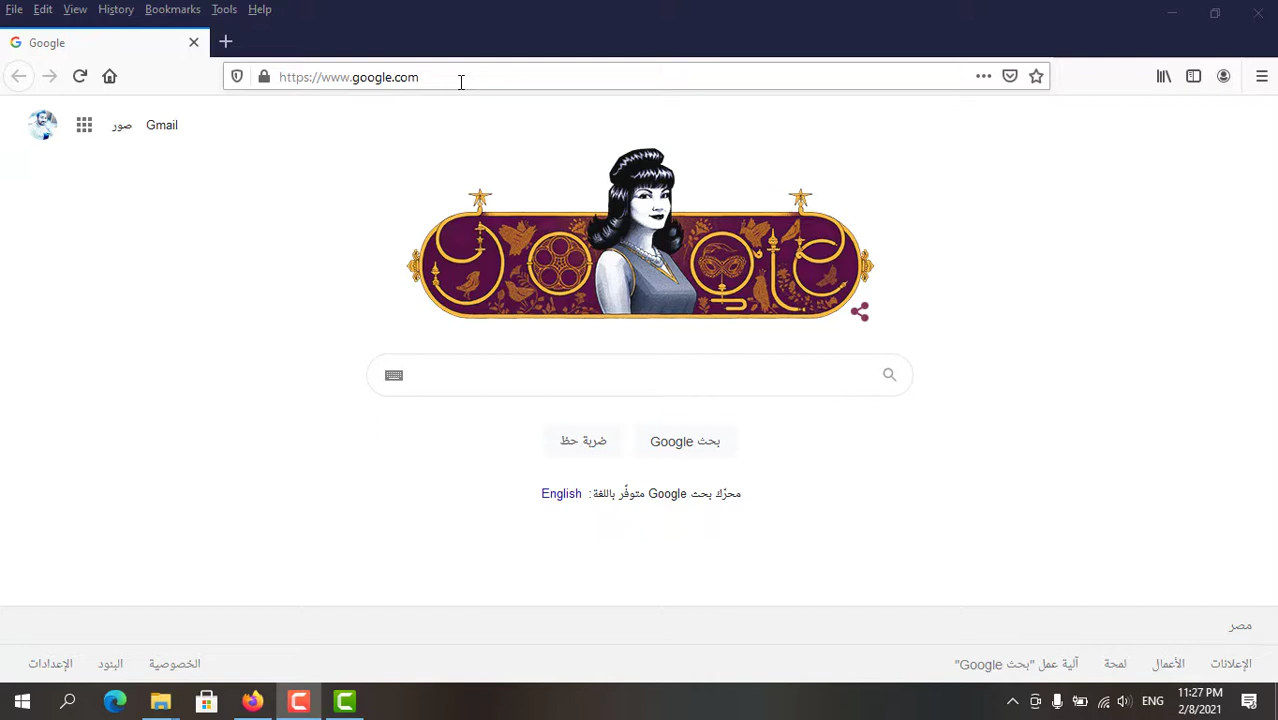 File Edit View History Bookmarks Tools Help
Google
https://www.google.com
صور Gmail
بحث Google
ضربة حظ
محرّك بحث Google متوفّر باللغة: English
مصر
الإعلانات الأعمال لمحة آلية عمل "بحث Google"
الخصوصية البنود الإعدادات
ENG
11:27 PM
2/8/2021